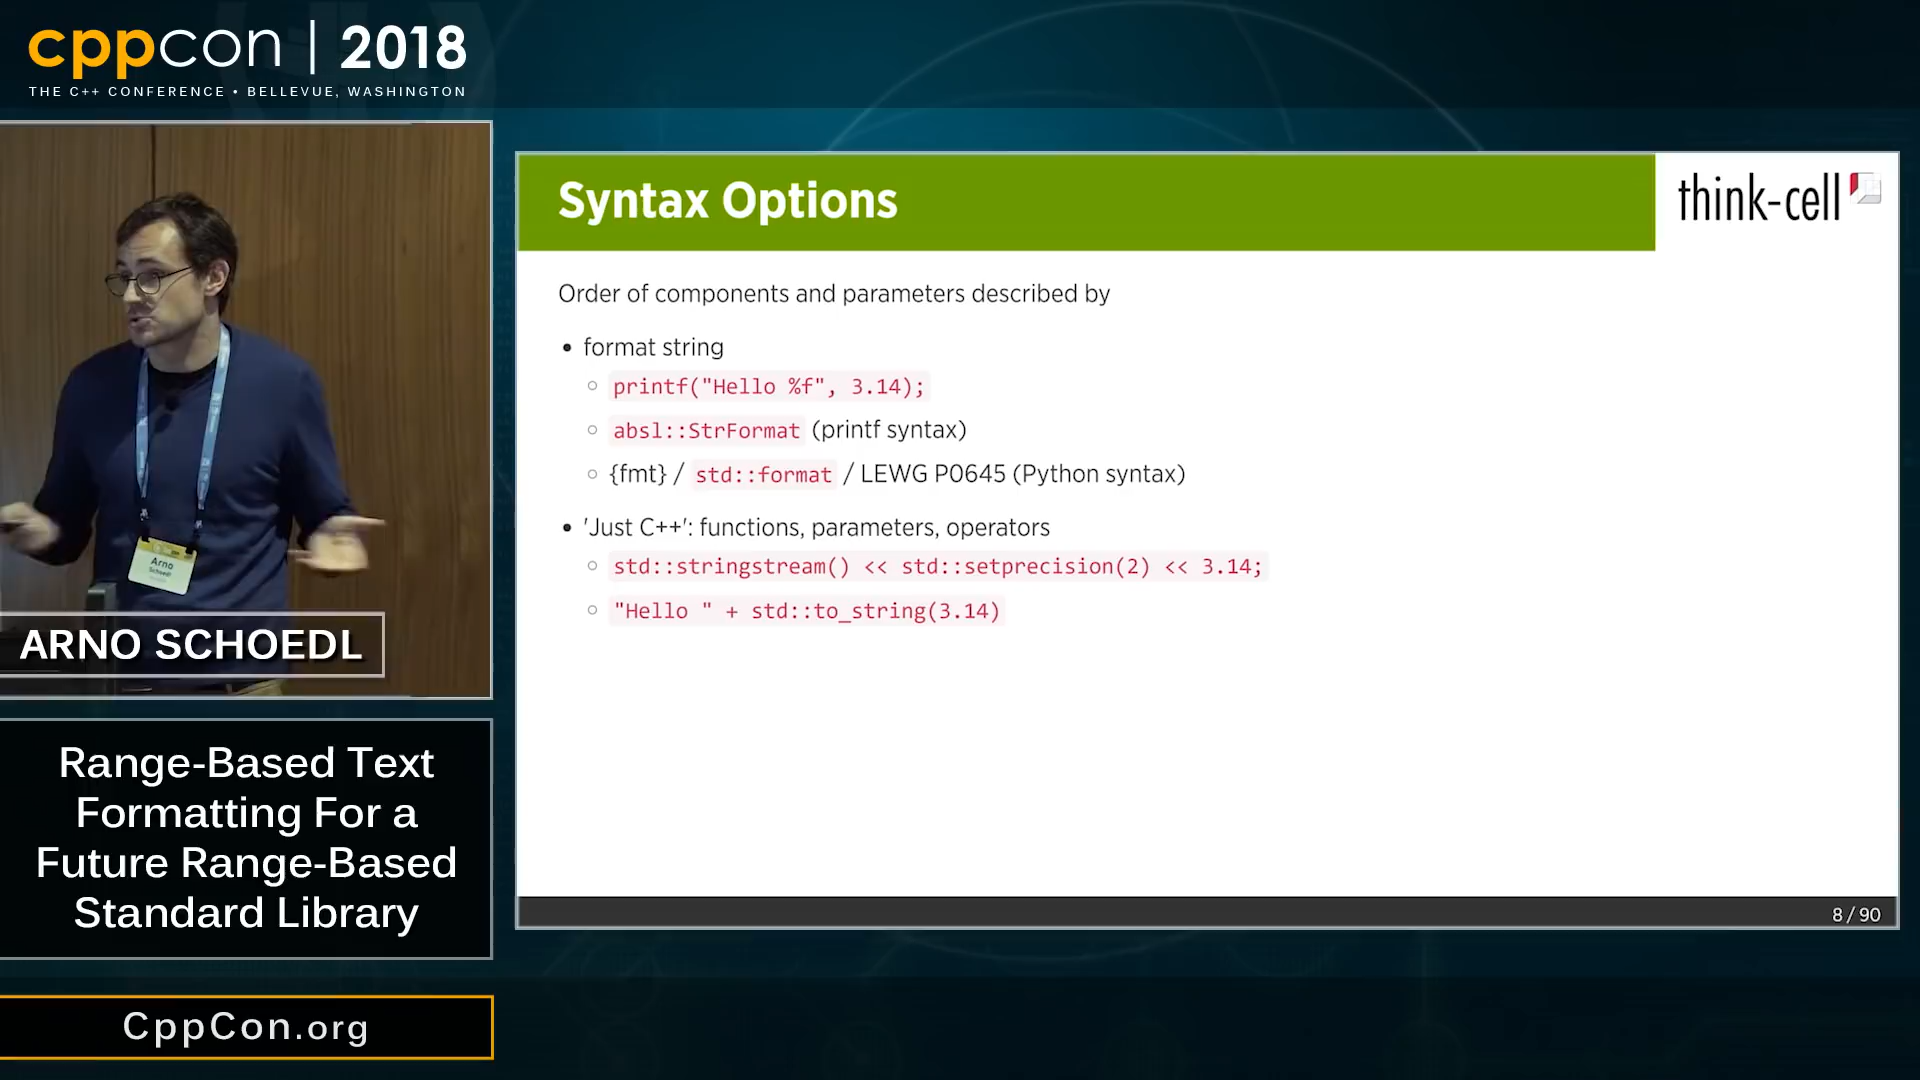 cppcon | 2018
THE C++ CONFERENCE • BELLEVUE, WASHINGTON
Arno
Schoedl
ARNO SCHOEDL
Range-Based Text
Formatting For a
Future Range-Based
Standard Library
CppCon.org
Syntax Options
think-cell
Order of components and parameters described by
• format string
○ printf("Hello %f", 3.14);
○ absl::StrFormat (printf syntax)
○ {fmt} / std::format / LEWG P0645 (Python syntax)
• 'Just C++': functions, parameters, operators
○ std::stringstream() << std::setprecision(2) << 3.14;
○ "Hello " + std::to_string(3.14)
8 / 90